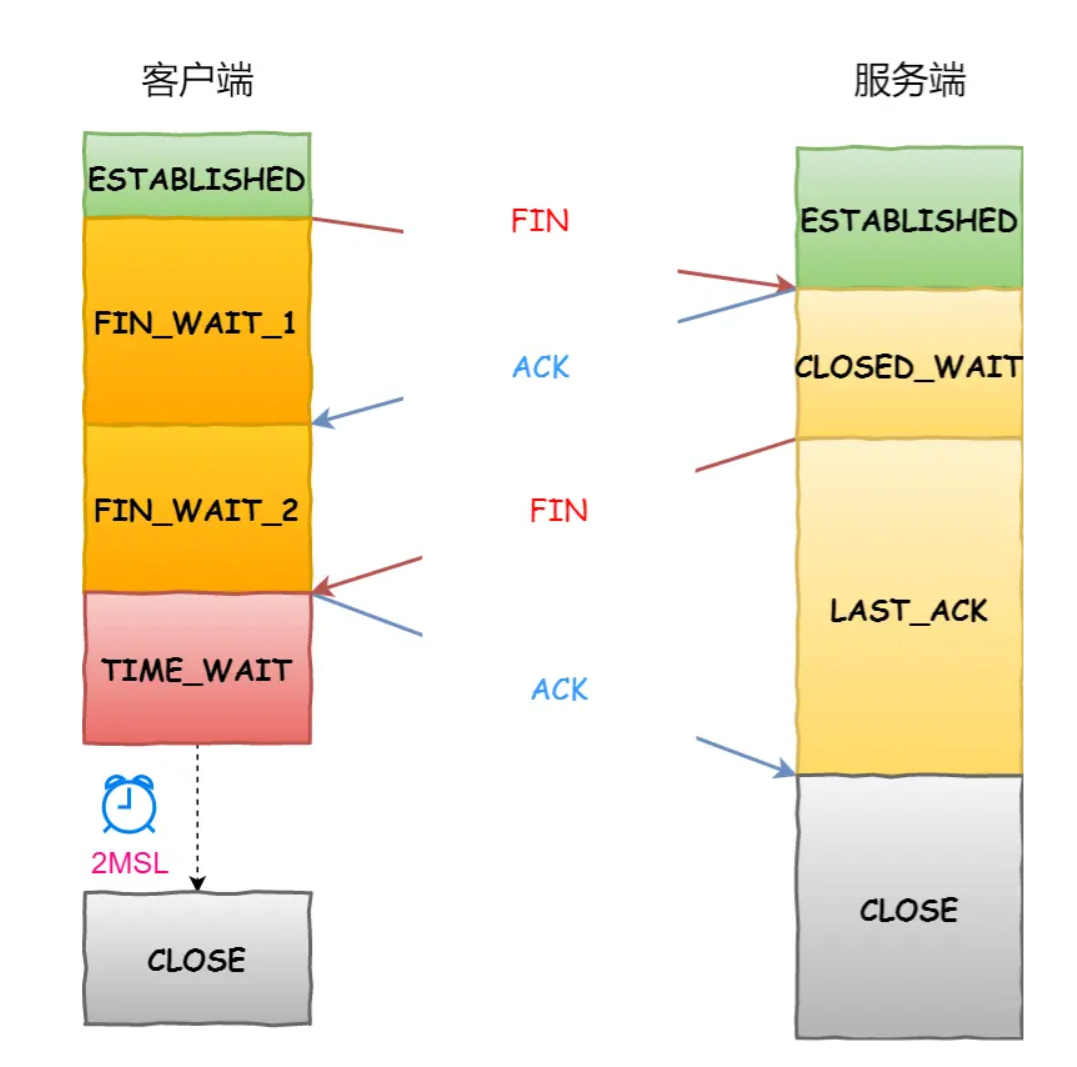 客户端
服务端
ESTABLISHED
FIN
ESTABLISHED
FIN_WAIT_1
ACK
CLOSED_WAIT
FIN_WAIT_2
FIN
LAST_ACK
TIME_WAIT
ACK
2MSL
CLOSE
CLOSE